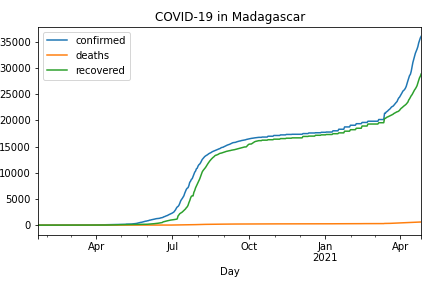 COVID-19 in Madagascar
confirmed
deaths
recovered
35000
30000
25000
20000
15000
10000
5000
0
Apr
Jul
Oct
Jan
2021
Apr
Day